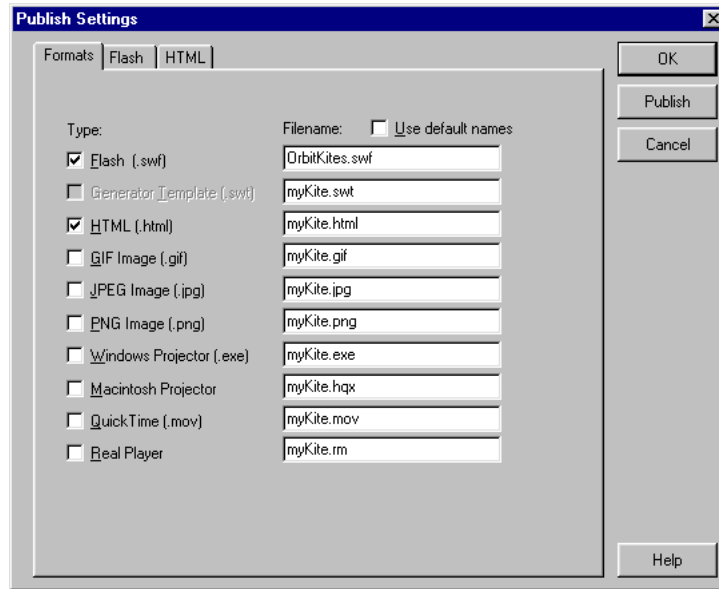 Publish Settings
Formats Flash HTML
OK
Publish
Cancel
Type: Filename: Use default names
Flash (.swf) OrbitKites.swf
Generator Template (.swt) myKite.swt
HTML (.html) myKite.html
GIF Image (.gif) myKite.gif
JPEG Image (.jpg) myKite.jpg
PNG Image (.png) myKite.png
Windows Projector (.exe) myKite.exe
Macintosh Projector myKite.hqx
QuickTime (.mov) myKite.mov
Real Player myKite.rm
Help